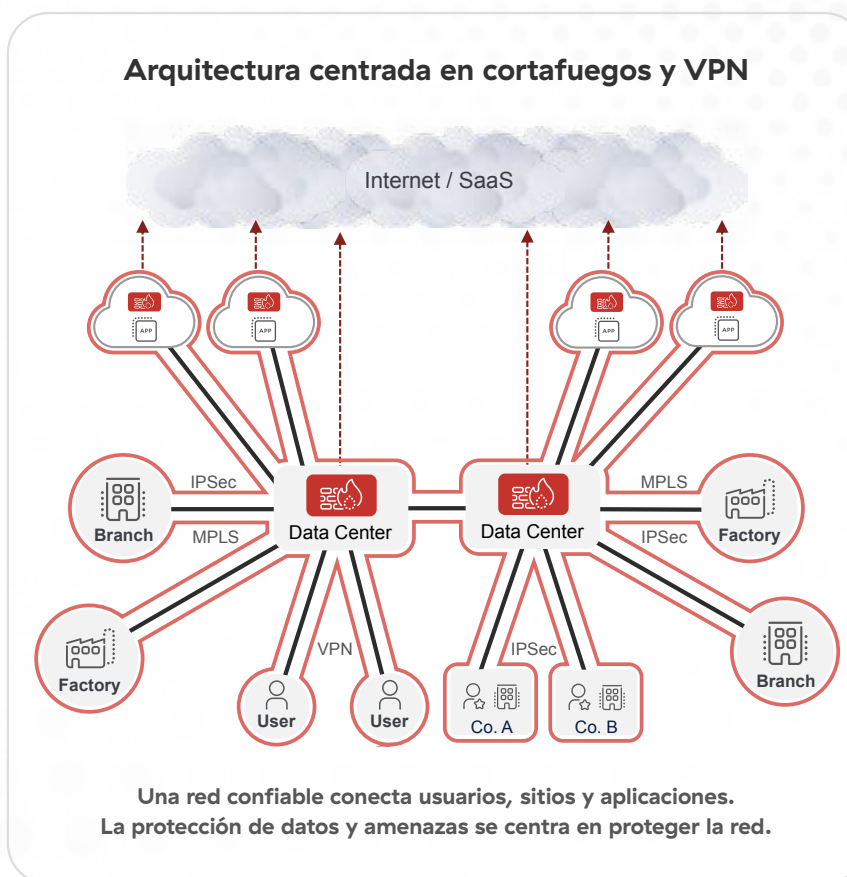 Arquitectura centrada en cortafuegos y VPN
Internet / SaaS
APP
APP
APP
APP
IPSec
MPLS
Branch
Data Center
Data Center
MPLS
IPSec
Factory
Factory
VPN
User
User
IPSec
Co. A
Co. B
Branch
Una red confiable conecta usuarios, sitios y aplicaciones.
La protección de datos y amenazas se centra en proteger la red.